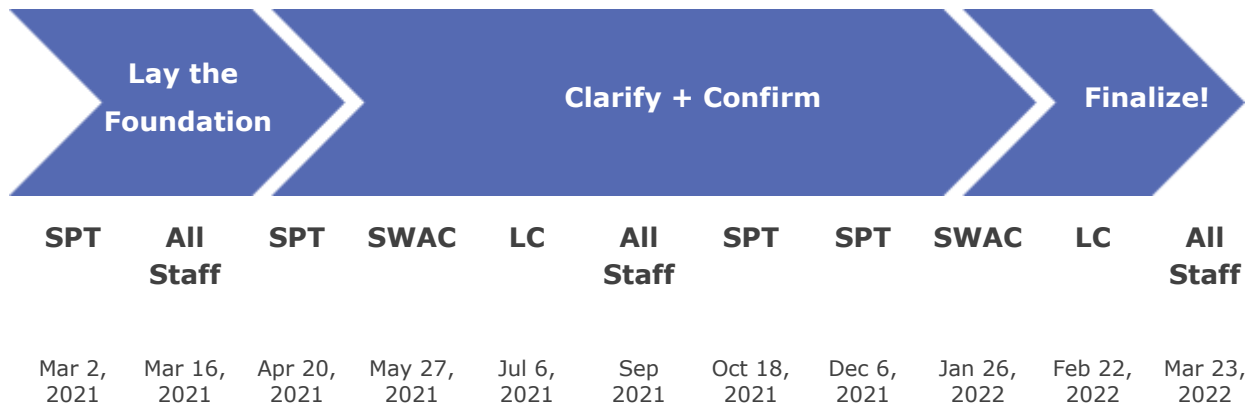 Lay the
Foundation
Clarify + Confirm
Finalize!
SPT All SPT SWAC LC All SPT SPT SWAC LC All
Staff Staff Staff
Mar 2, Mar 16, Apr 20, May 27, Jul 6, Sep Oct 18, Dec 6, Jan 26, Feb 22, Mar 23,
2021 2021 2021 2021 2021 2021 2021 2021 2022 2022 2022